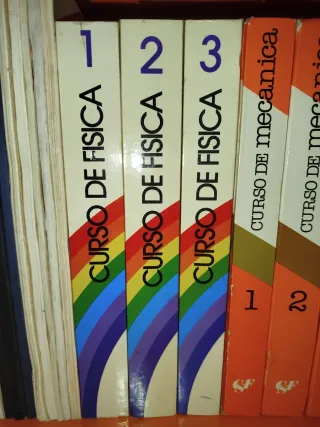 1
CURSO DE FISICA
2
CURSO DE FISICA
3
CURSO DE FISICA
CURSO DE mecanica
1
CURSO DE mecanica
2